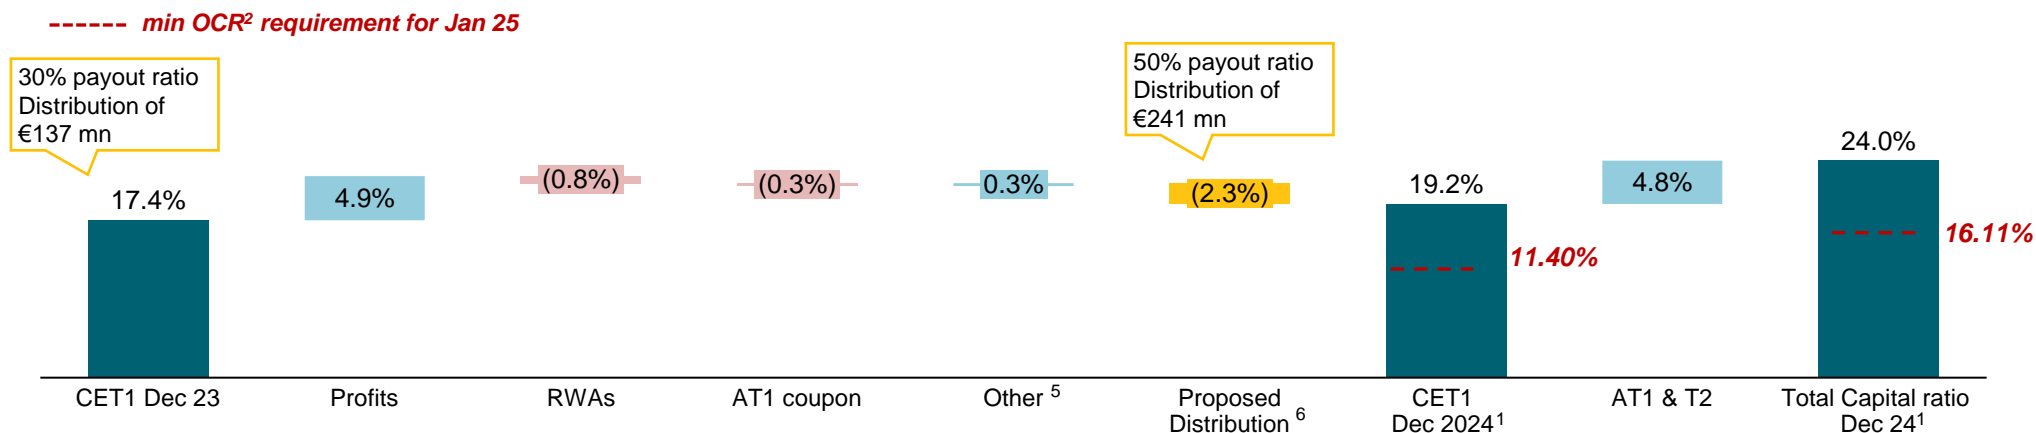 min OCR² requirement for Jan 25
30% payout ratio
Distribution of
€137 mn
50% payout ratio
Distribution of
€241 mn
17.4%
4.9%
(0.8%)
(0.3%)
0.3%
(2.3%)
19.2%
11.40%
4.8%
24.0%
16.11%
CET1 Dec 23
Profits
RWAs
AT1 coupon
Other ⁵
Proposed
Distribution ⁶
CET1
Dec 2024¹
AT1 & T2
Total Capital ratio
Dec 24¹